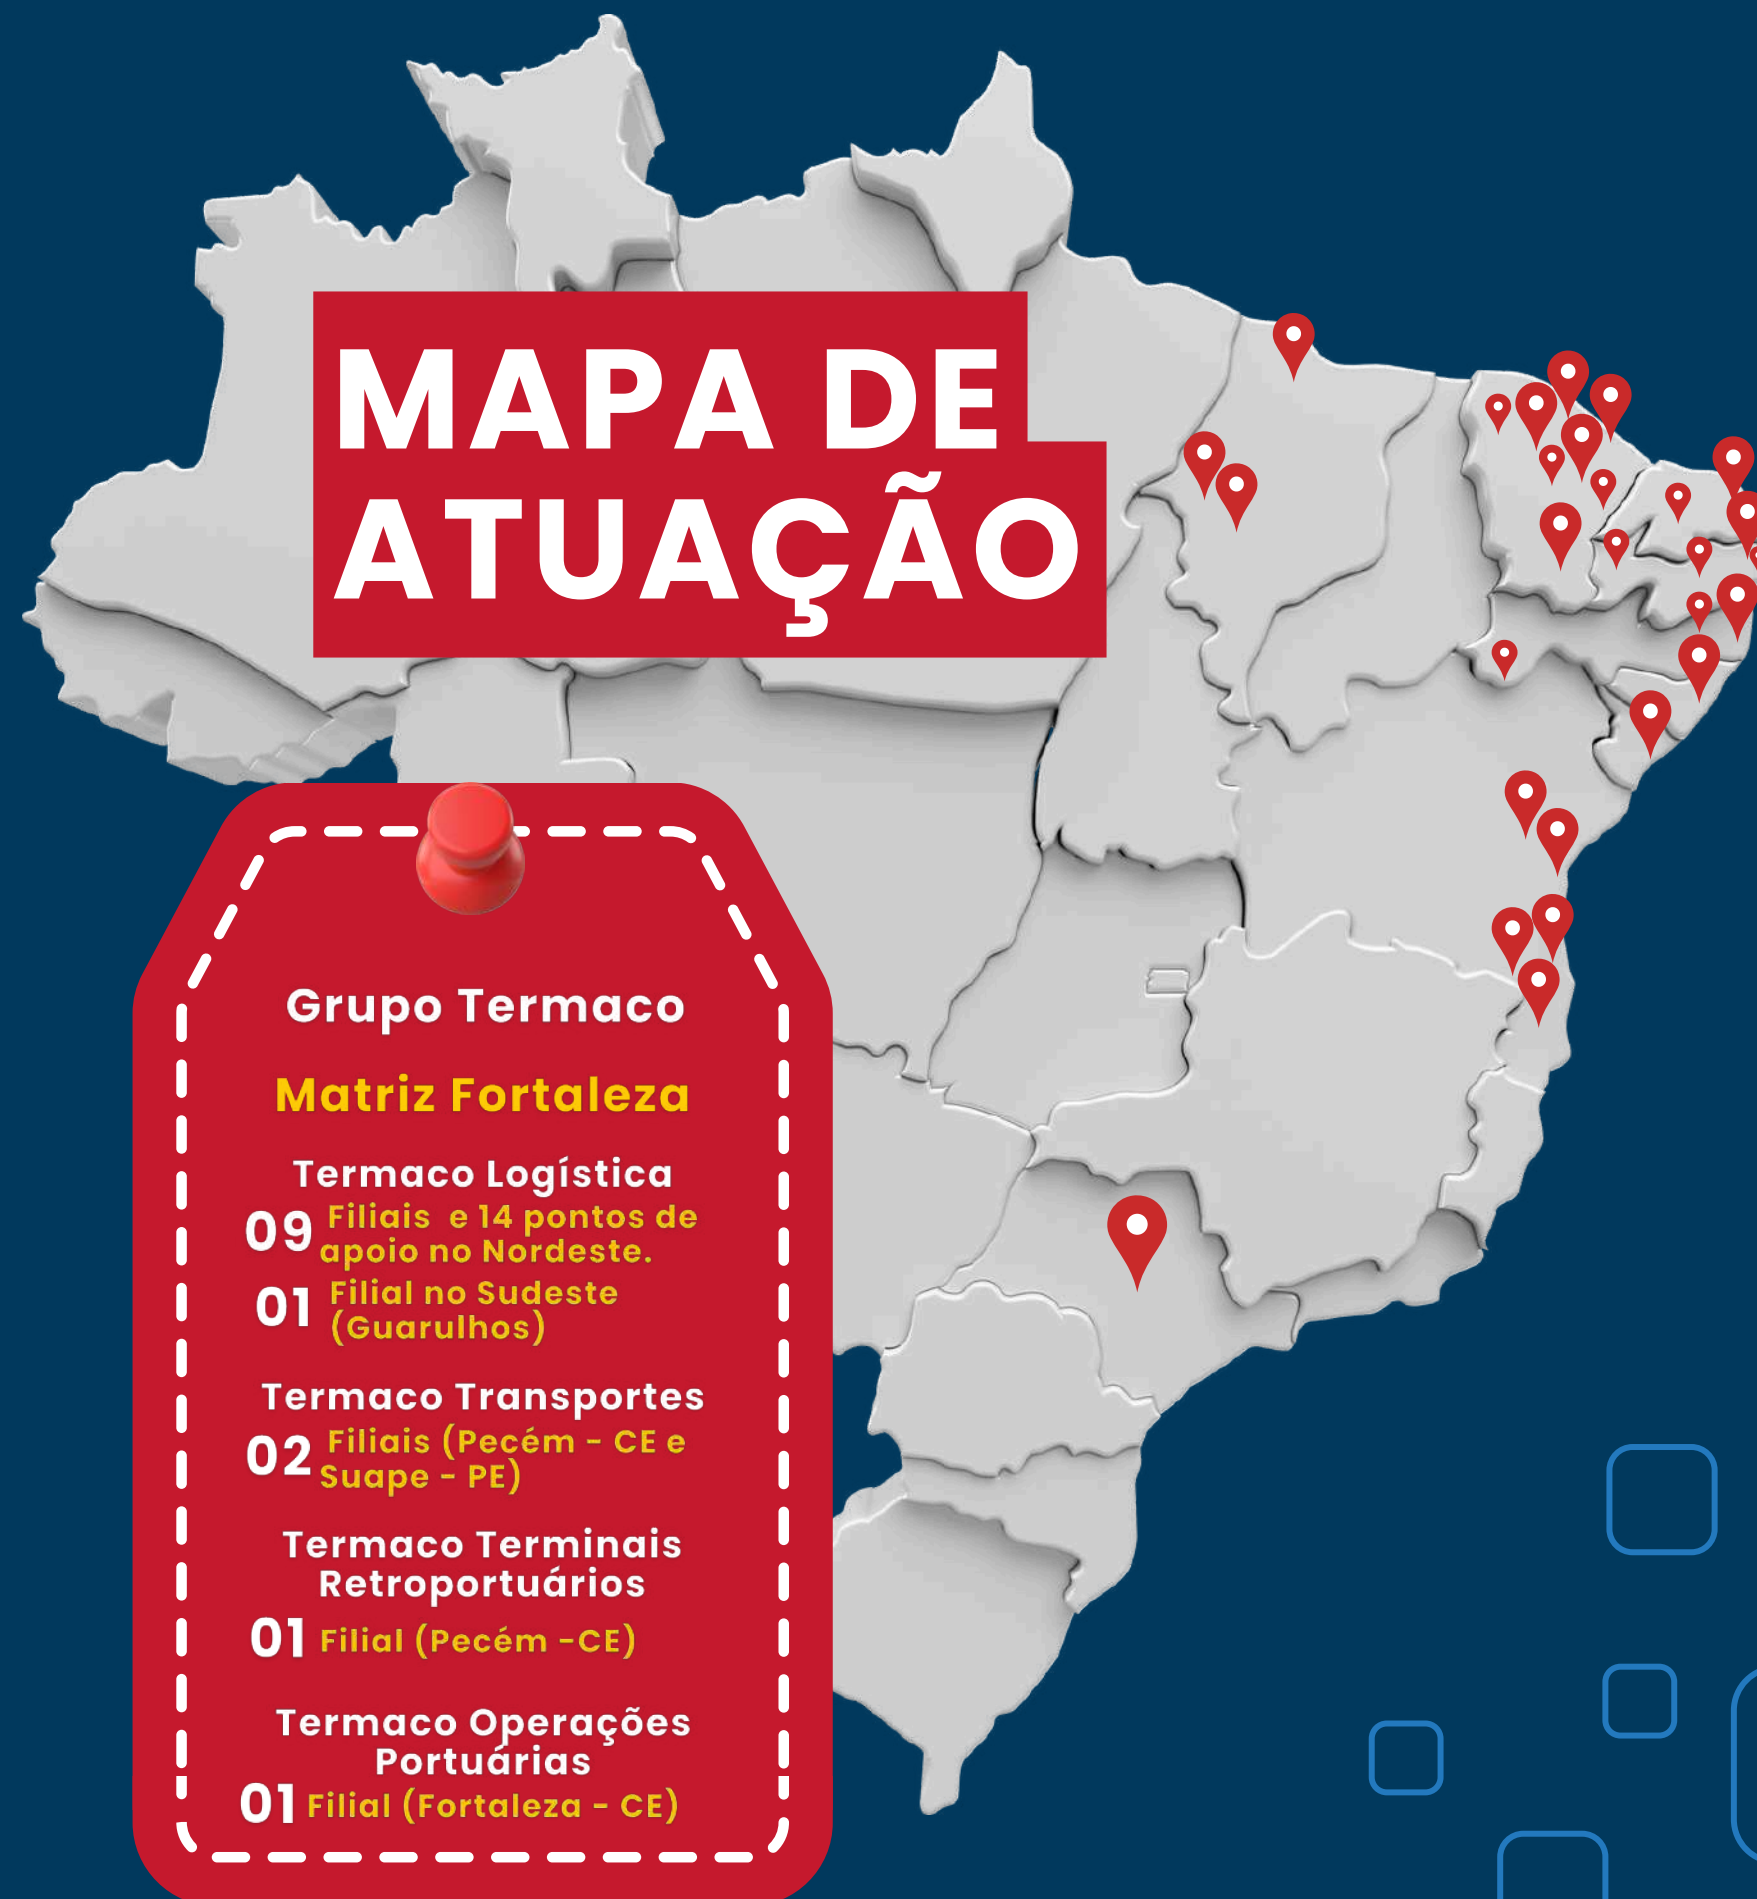 MAPA DE
ATUAÇÃO
Grupo Termaco
Matriz Fortaleza
Termaco Logística
09 Filiais e 14 pontos de
apoio no Nordeste.
01 Filial no Sudeste
(Guarulhos)
Termaco Transportes
02 Filiais (Pecém - CE e
Suape - PE)
Termaco Terminais
Retroportuários
01 Filial (Pecém -CE)
Termaco Operações
Portuárias
01 Filial (Fortaleza - CE)